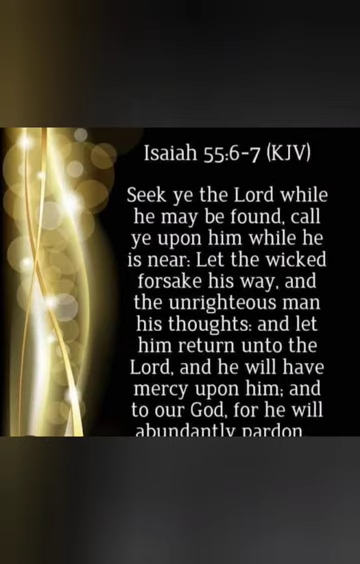 Isaiah 55:6-7 (KJV)
Seek ye the Lord while
he may be found, call
ye upon him while he
is near: Let the wicked
forsake his way, and
the unrighteous man
his thoughts: and let
him return unto the
Lord, and he will have
mercy upon him; and
to our God, for he will
abundantly pardon